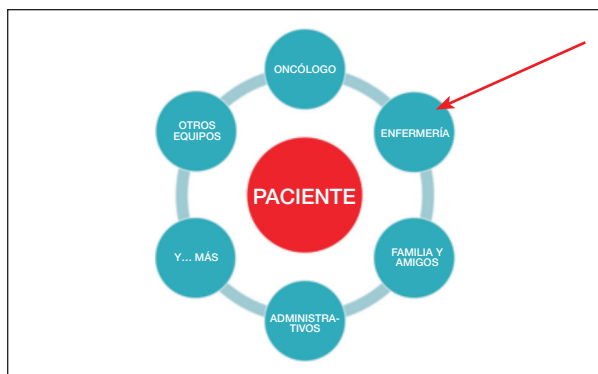 ONCÓLOGO
OTROS
EQUIPOS
ENFERMERÍA
PACIENTE
Y... MÁS
FAMILIA Y
AMIGOS
ADMINISTRA-
TIVOS